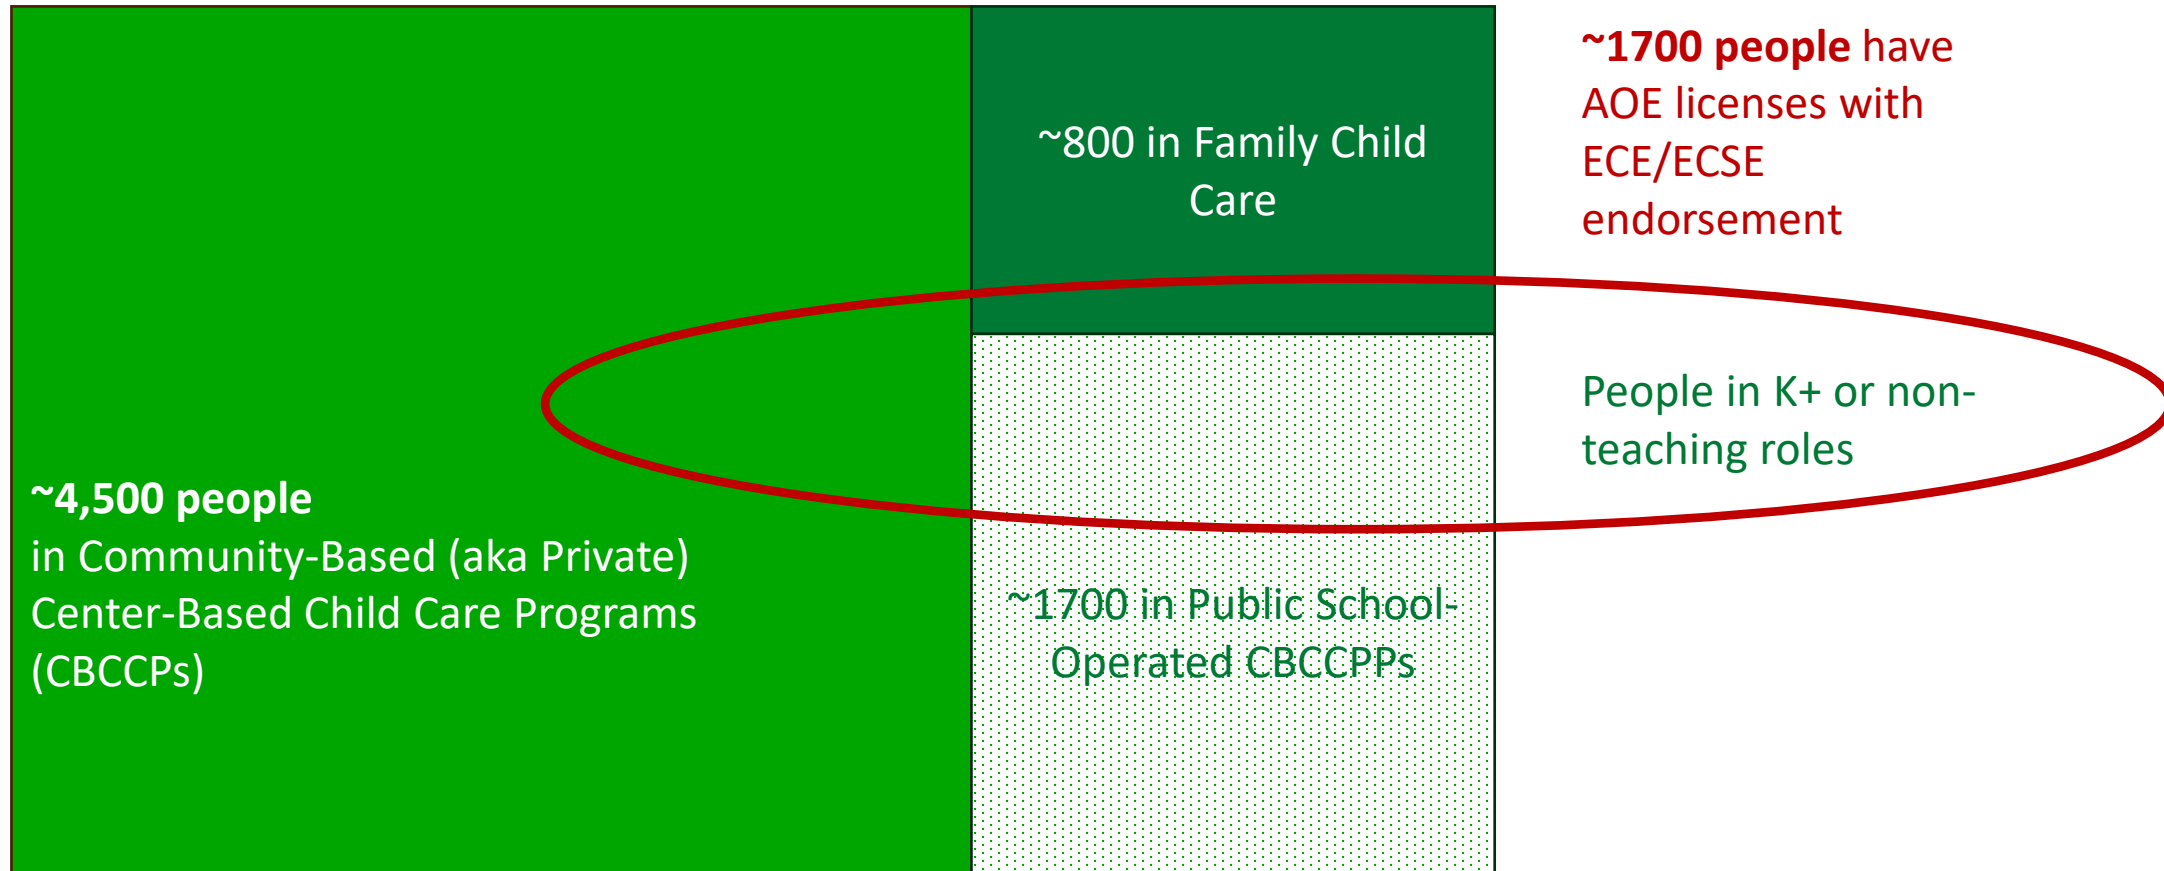 ~4,500 people
in Community-Based (aka Private)
Center-Based Child Care Programs
(CBCCPs)
~800 in Family Child
Care
~1700 in Public School-
Operated CBCCPPs
~1700 people have
AOE licenses with
ECE/ECSE
endorsement
People in K+ or non-
teaching roles